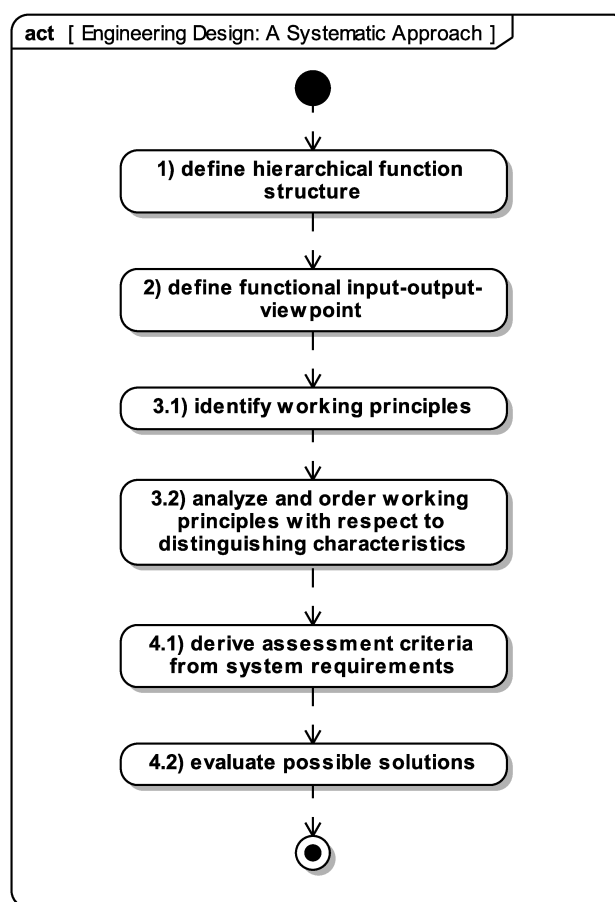 act [ Engineering Design: A Systematic Approach ]
1) define hierarchical function
structure
2) define functional input-output-
viewpoint
3.1) identify working principles
3.2) analyze and order working
principles with respect to
distinguishing characteristics
4.1) derive assessment criteria
from system requirements
4.2) evaluate possible solutions